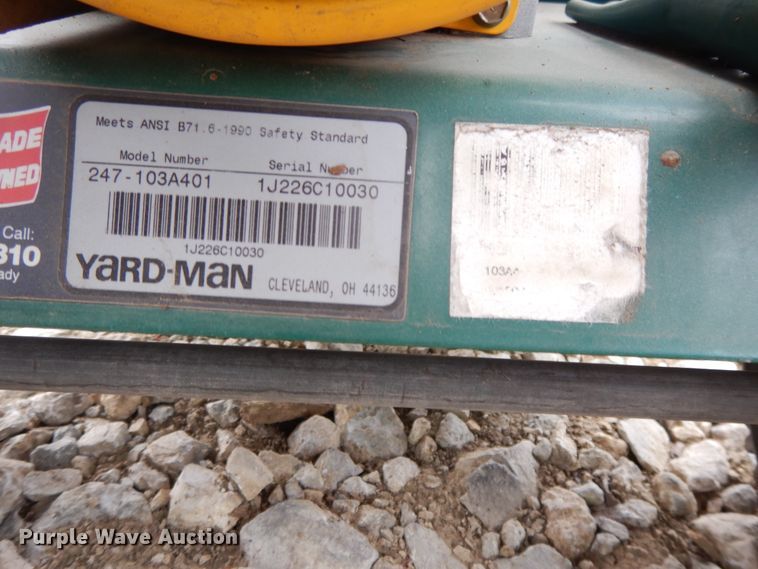 ADE
NED
Call:
310
ady
Meets ANSI B71.6-1990 Safety Standard
Model Number Serial Number
247-103A401 1J226C10030
1J226C10030
YARD-MAN CLEVELAND, OH 44136
Purple Wave Auction